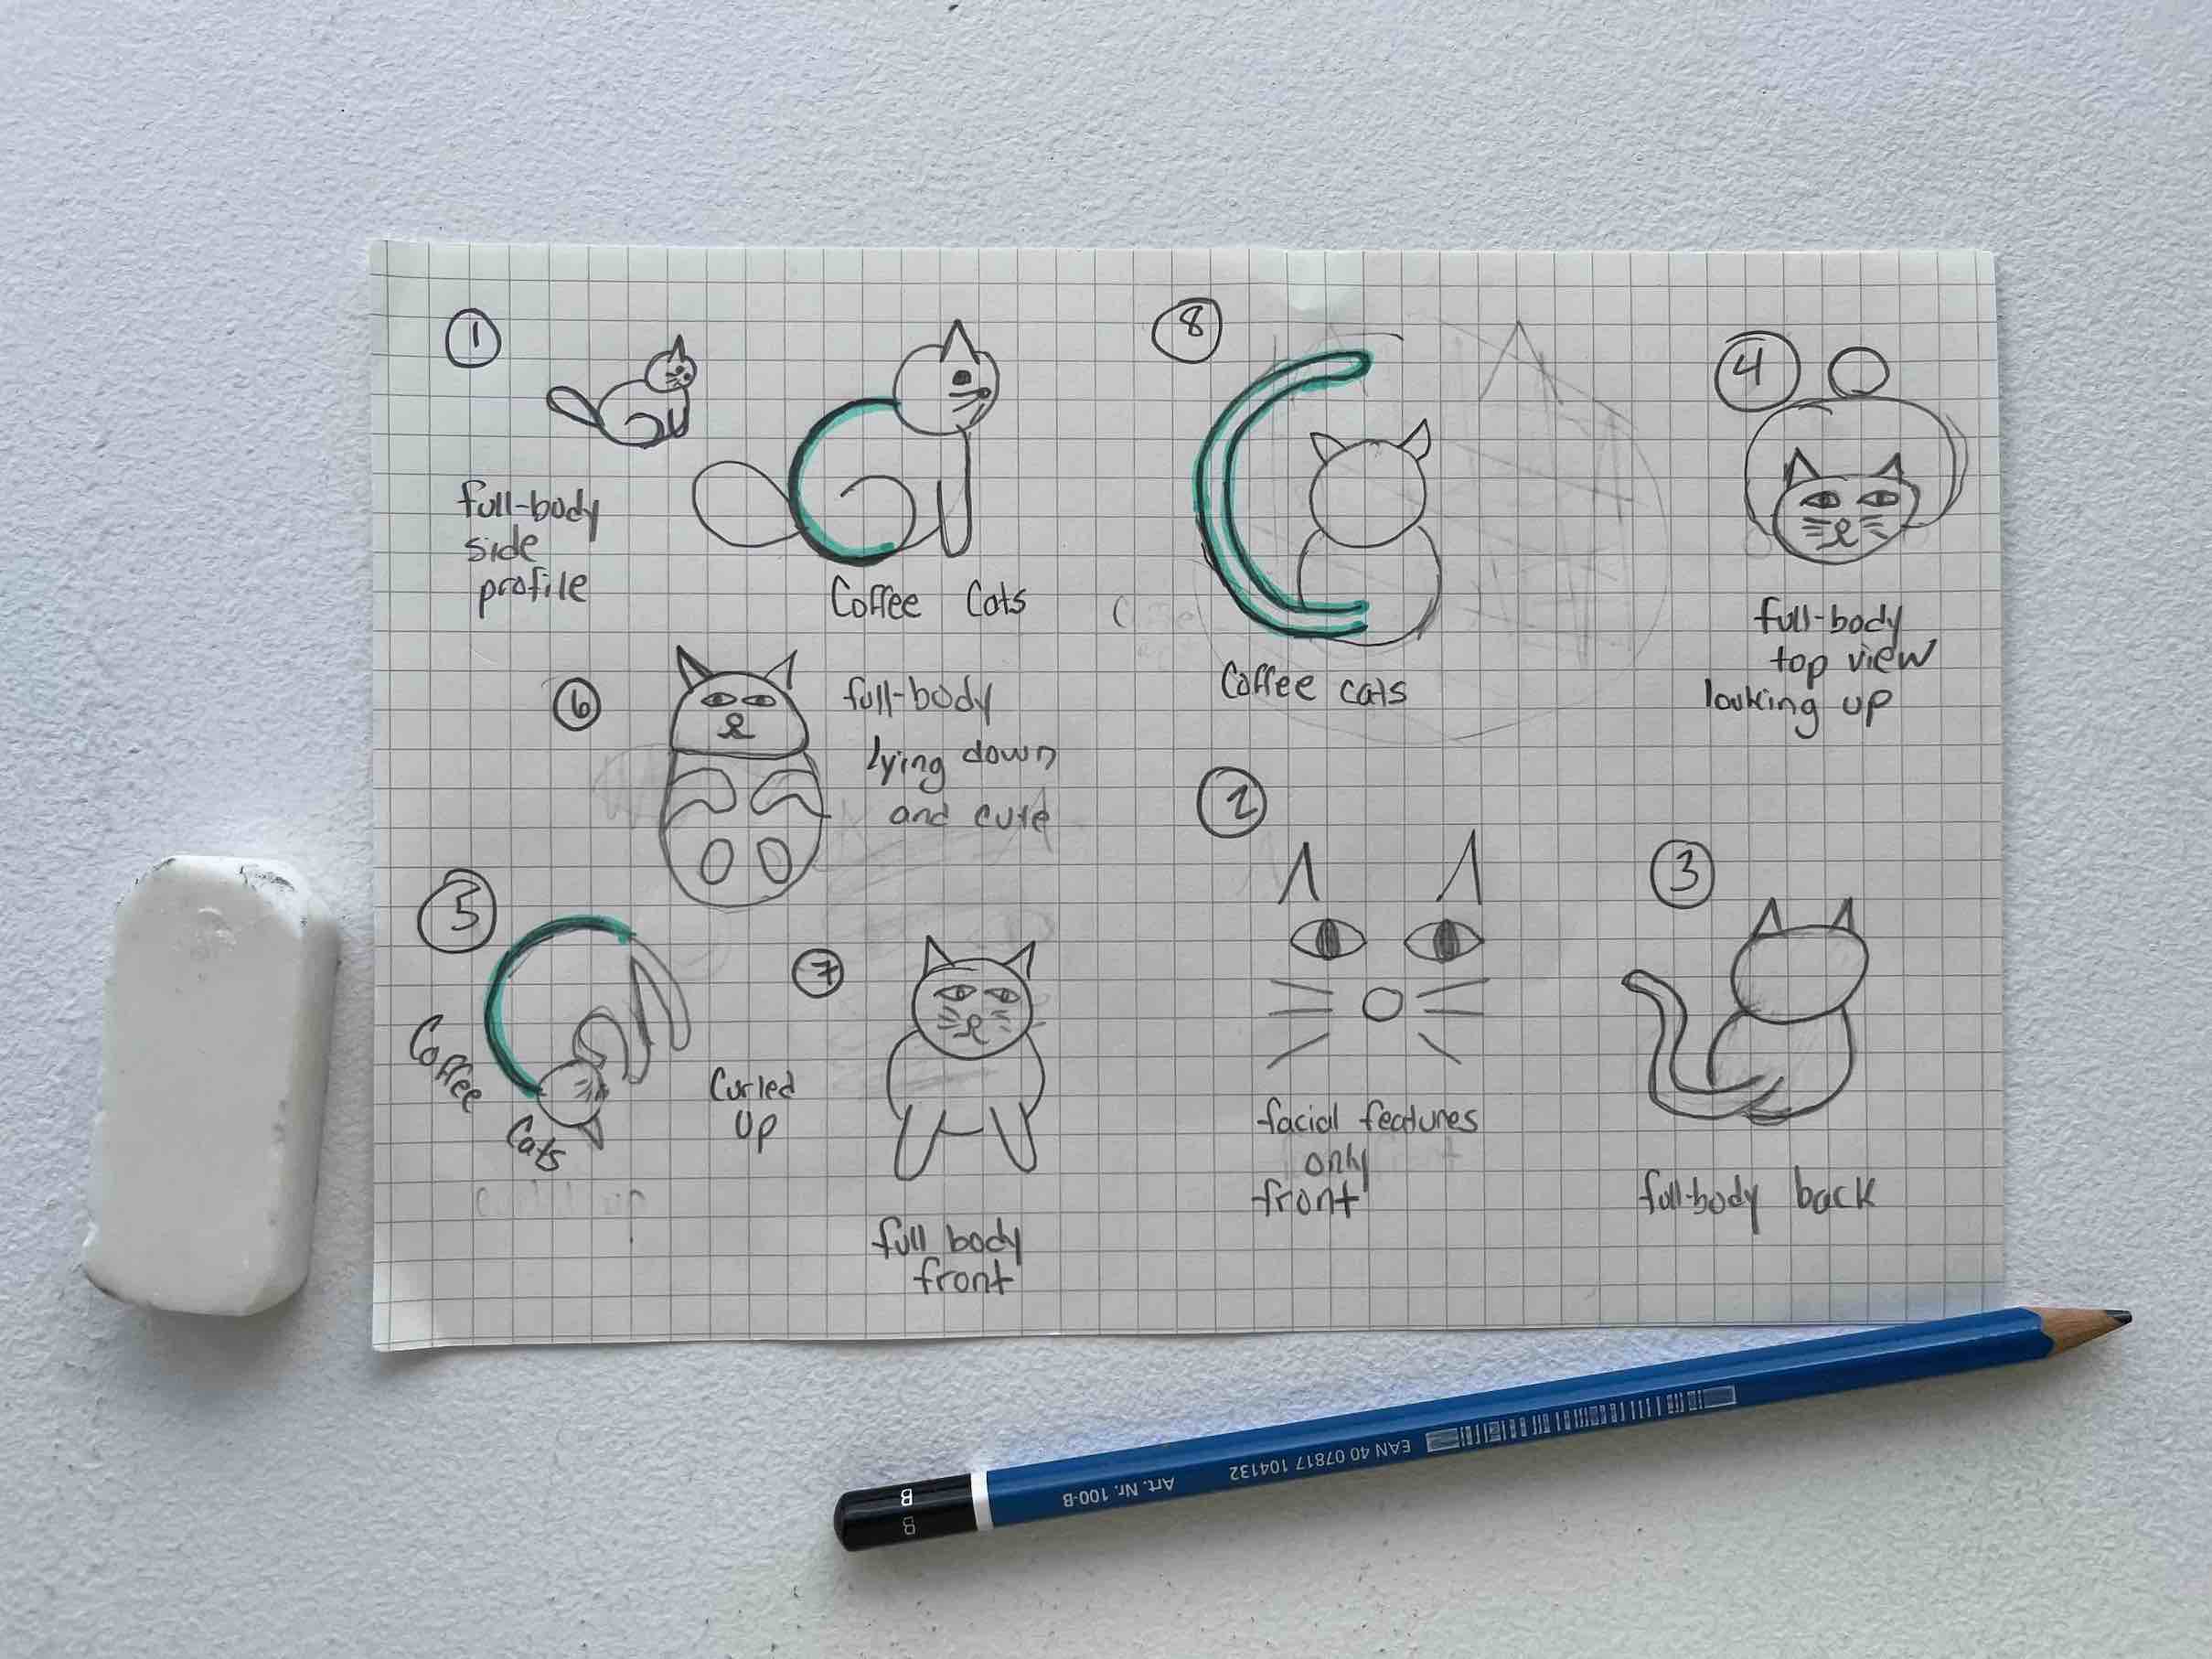 1
full-body
side
profile
Coffee Cats
8
Coffee cats
4
full-body
top view
looking up
6
full-body
lying down
and cute
2
facial features
only
front
3
full-body back
5
Coffee
Cats
Curled
up
7
full body
front
B
B
Art. Nr. 100-B
EAN 40 07817 104132